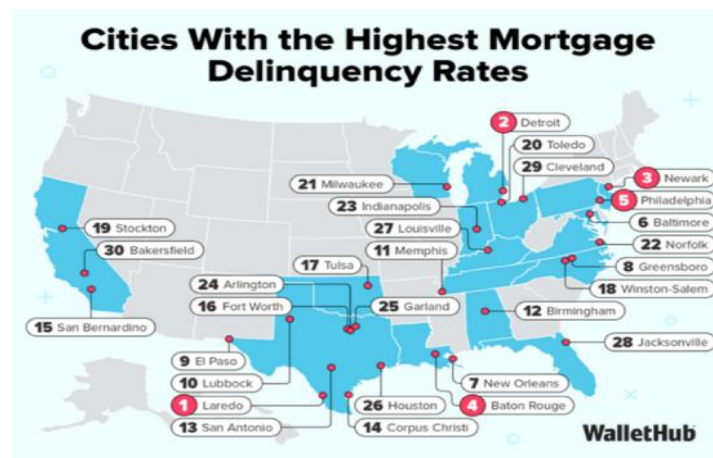 Cities With the Highest Mortgage
Delinquency Rates
2 Detroit
20 Toledo
29 Cleveland
3 Newark
21 Milwaukee
5 Philadelphia
23 Indianapolis
6 Baltimore
19 Stockton
27 Louisville
22 Norfolk
30 Bakersfield
11 Memphis
17 Tulsa
8 Greensboro
24 Arlington
18 Winston-Salem
16 Fort Worth
25 Garland
12 Birmingham
15 San Bernardino
28 Jacksonville
9 El Paso
10 Lubbock
7 New Orleans
1 Laredo
26 Houston
4 Baton Rouge
13 San Antonio
14 Corpus Christi
WalletHub